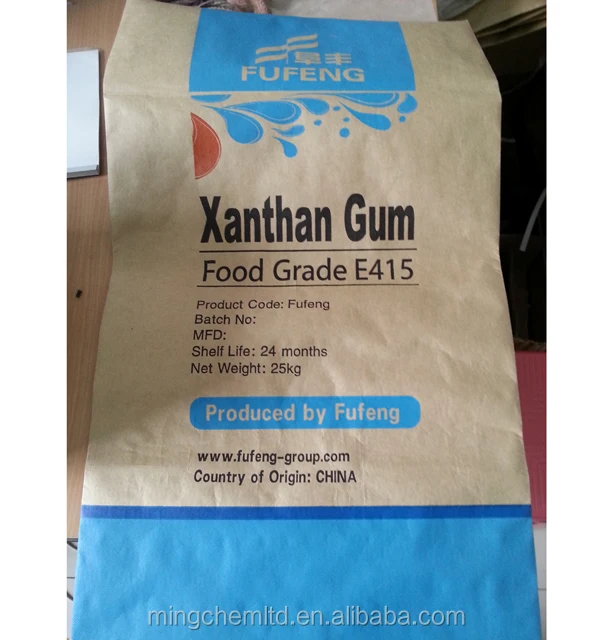 阜丰
FUFENG
Xanthan Gum
Food Grade E415
Product Code: Fufeng
Batch No:
MFD:
Shelf Life: 24 months
Net Weight: 25kg
Produced by Fufeng
www.fufeng-group.com
Country of Origin: CHINA
mingchemltd.en.alibaba.com